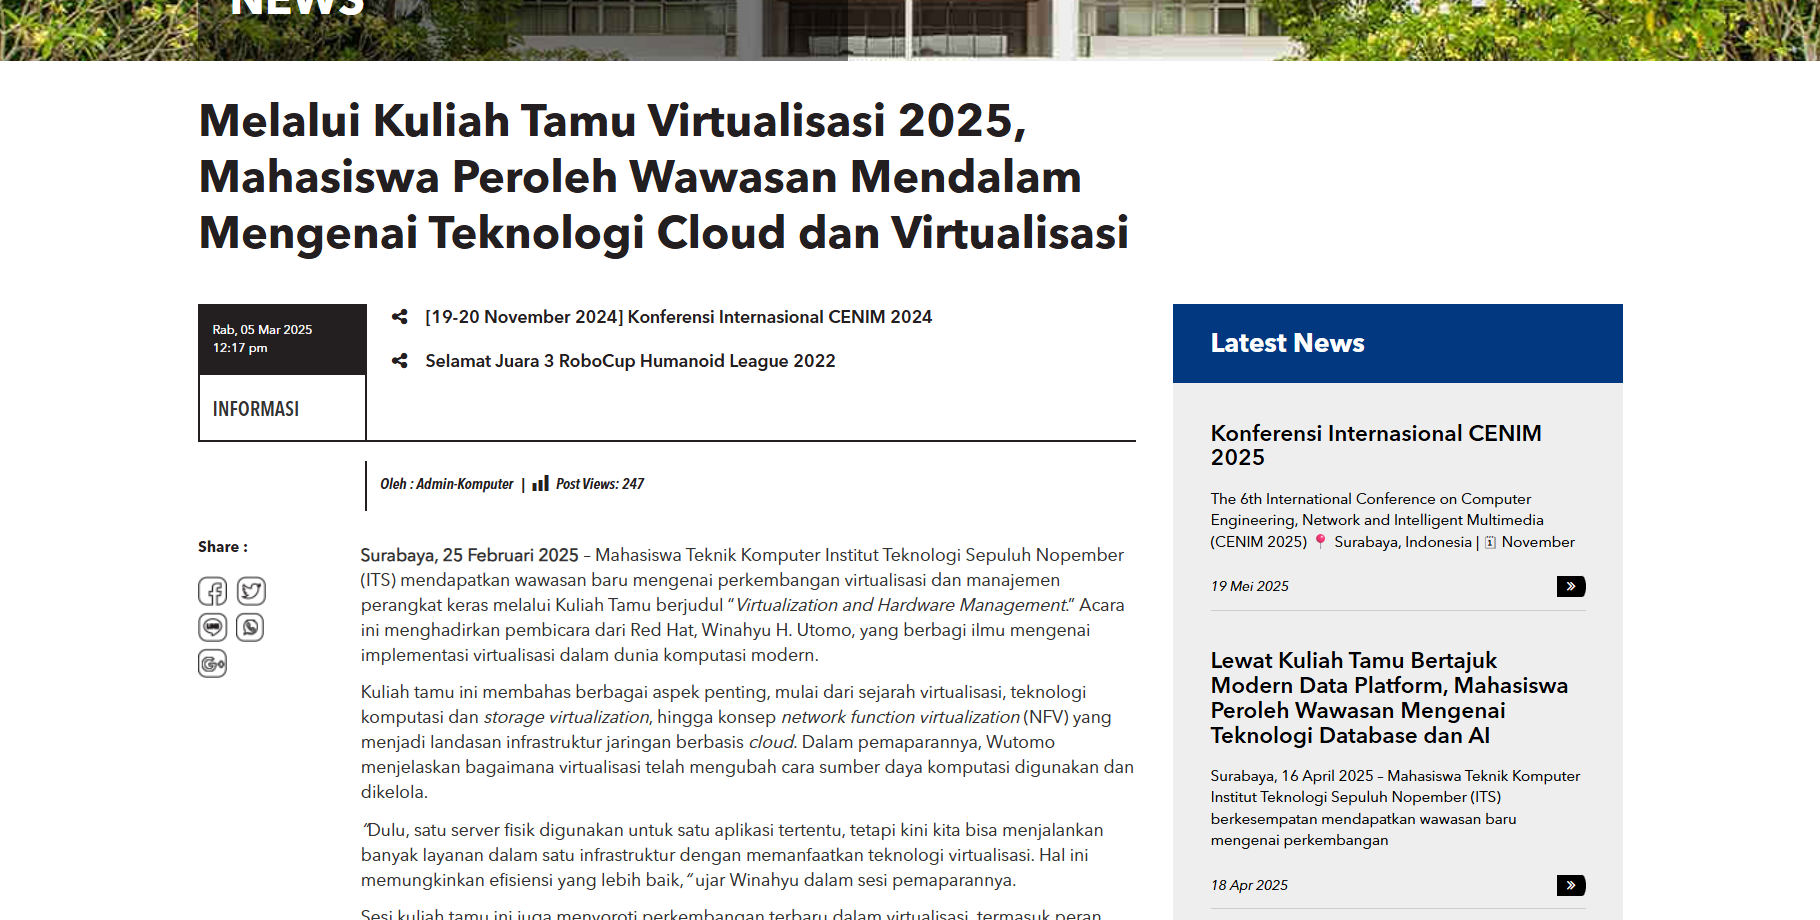 NEWS
Melalui Kuliah Tamu Virtualisasi 2025,
Mahasiswa Peroleh Wawasan Mendalam
Mengenai Teknologi Cloud dan Virtualisasi
Rab, 05 Mar 2025
12:17 pm
INFORMASI
[19-20 November 2024] Konferensi Internasional CENIM 2024
Selamat Juara 3 RoboCup Humanoid League 2022
Oleh : Admin-Komputer | Post Views: 247
Share :
Surabaya, 25 Februari 2025 – Mahasiswa Teknik Komputer Institut Teknologi Sepuluh Nopember
(ITS) mendapatkan wawasan baru mengenai perkembangan virtualisasi dan manajemen
perangkat keras melalui Kuliah Tamu berjudul “Virtualization and Hardware Management.” Acara
ini menghadirkan pembicara dari Red Hat, Winahyu H. Utomo, yang berbagi ilmu mengenai
implementasi virtualisasi dalam dunia komputasi modern.
Kuliah tamu ini membahas berbagai aspek penting, mulai dari sejarah virtualisasi, teknologi
komputasi dan storage virtualization, hingga konsep network function virtualization (NFV) yang
menjadi landasan infrastruktur jaringan berbasis cloud. Dalam pemaparannya, Wutomo
menjelaskan bagaimana virtualisasi telah mengubah cara sumber daya komputasi digunakan dan
dikelola.
“Dulu, satu server fisik digunakan untuk satu aplikasi tertentu, tetapi kini kita bisa menjalankan
banyak layanan dalam satu infrastruktur dengan memanfaatkan teknologi virtualisasi. Hal ini
memungkinkan efisiensi yang lebih baik,“ ujar Winahyu dalam sesi pemaparannya.
Sesi kuliah tamu ini juga menyoroti perkembangan terbaru dalam virtualisasi, termasuk peran
Latest News
Konferensi Internasional CENIM
2025
The 6th International Conference on Computer
Engineering, Network and Intelligent Multimedia
(CENIM 2025) 📍 Surabaya, Indonesia | 🗓 November
19 Mei 2025
Lewat Kuliah Tamu Bertajuk
Modern Data Platform, Mahasiswa
Peroleh Wawasan Mengenai
Teknologi Database dan AI
Surabaya, 16 April 2025 – Mahasiswa Teknik Komputer
Institut Teknologi Sepuluh Nopember (ITS)
berkesempatan mendapatkan wawasan baru
mengenai perkembangan
18 Apr 2025